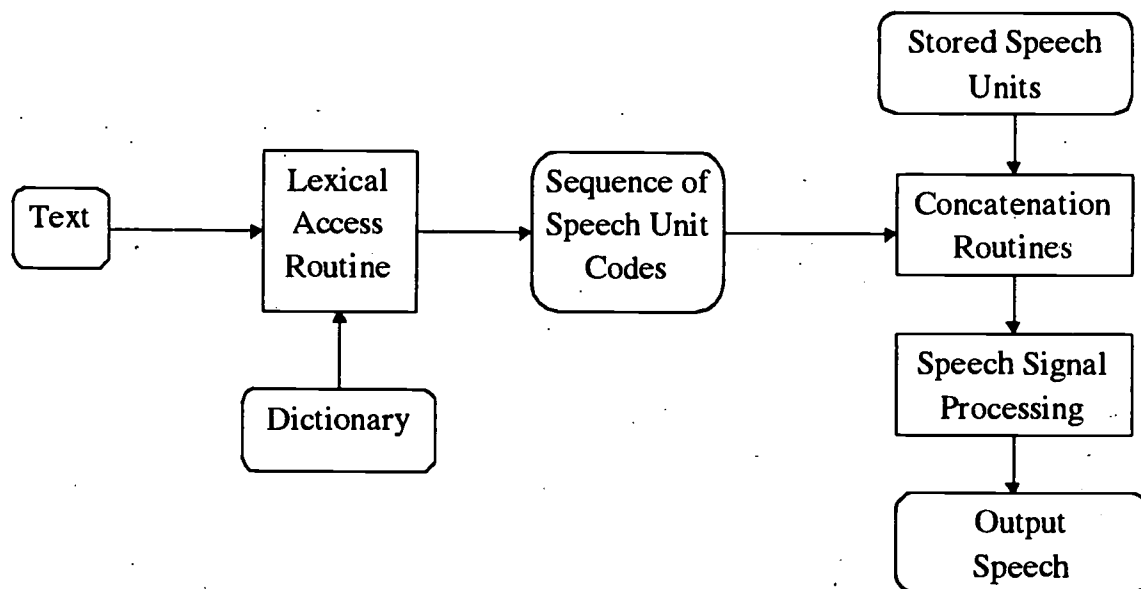 Stored Speech
Units
Text
Lexical
Access
Routine
Sequence of
Speech Unit
Codes
Concatenation
Routines
Dictionary
Speech Signal
Processing
Output
Speech